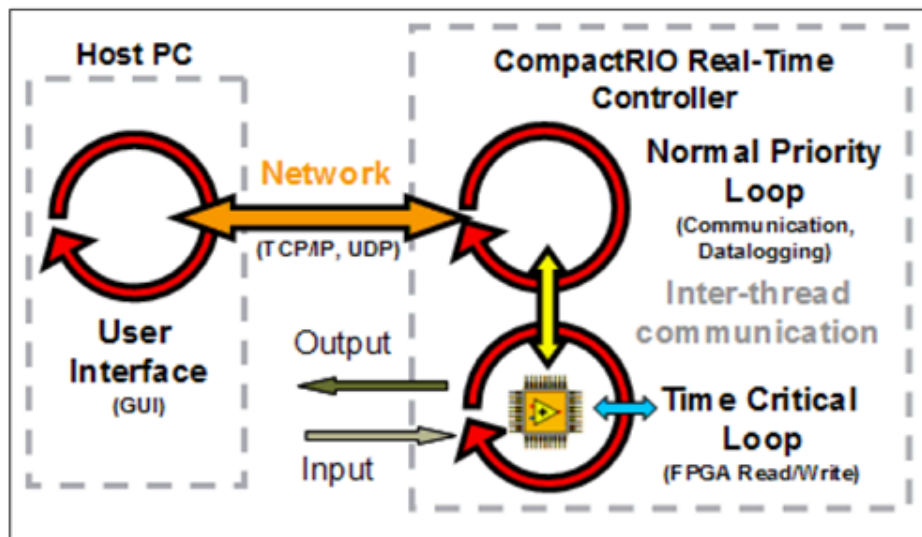 Host PC
CompactRIO Real-Time
Controller
Network
(TCP/IP, UDP)
Normal Priority
Loop
(Communication,
Datalogging)
Inter-thread
communication
User
Interface
(GUI)
Output
Input
Time Critical
Loop
(FPGA Read/Write)